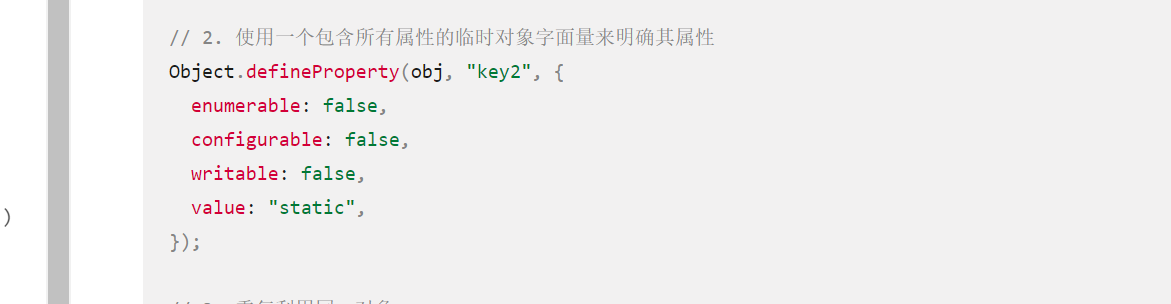 // 2. 使用一个包含所有属性的临时对象字面量来明确其属性
Object.defineProperty(obj, "key2", {
  enumerable: false,
  configurable: false,
  writable: false,
  value: "static",
)
});